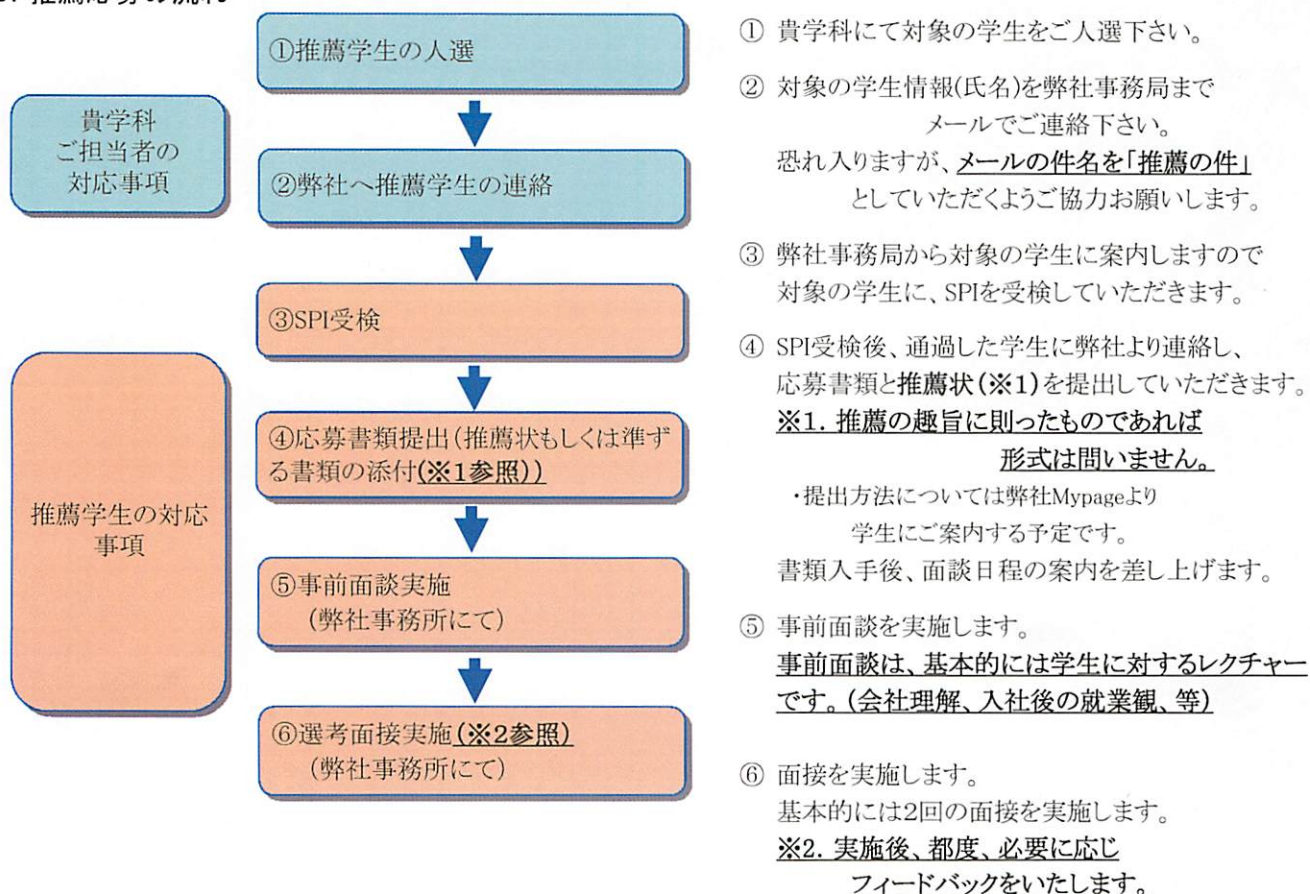 推薦応募の流れ
①推薦学生の人選
貴学科
ご担当者の
対応事項
②弊社へ推薦学生の連絡
③SPI受検
④応募書類提出(推薦状もしくは準ず
る書類の添付(※1参照))
推薦学生の対応
事項
⑤事前面談実施
(弊社事務所にて)
⑥選考面接実施(※2参照)
(弊社事務所にて)
① 貴学科にて対象の学生をご人選下さい。
② 対象の学生情報(氏名)を弊社事務局まで
メールでご連絡下さい。
恐れ入りますが、メールの件名を「推薦の件」
としていただくようご協力お願いします。
③ 弊社事務局から対象の学生に案内しますので
対象の学生に、SPIを受検していただきます。
④ SPI受検後、通過した学生に弊社より連絡し、
応募書類と推薦状(※1)を提出していただきます。
※1. 推薦の趣旨に則ったものであれば
形式は問いません。
・提出方法については弊社Mypageより
学生にご案内する予定です。
書類入手後、面談日程の案内を差し上げます。
⑤ 事前面談を実施します。
事前面談は、基本的には学生に対するレクチャー
です。(会社理解、入社後の就業観、等)
⑥ 面接を実施します。
基本的には2回の面接を実施します。
※2. 実施後、都度、必要に応じ
フィードバックをいたします。